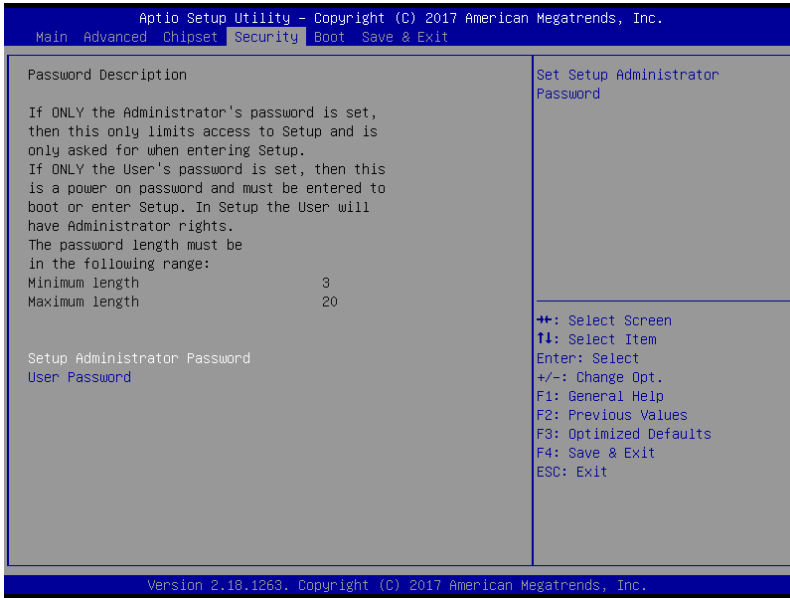 Aptio Setup Utility – Copyright (C) 2017 American Megatrends, Inc.
Main Advanced Chipset Security Boot Save & Exit
Password Description
If ONLY the Administrator's password is set,
then this only limits access to Setup and is
only asked for when entering Setup.
If ONLY the User's password is set, then this
is a power on password and must be entered to
boot or enter Setup. In Setup the User will
have Administrator rights.
The password length must be
in the following range:
Minimum length 3
Maximum length 20
Setup Administrator Password
User Password
Set Setup Administrator
Password
→←: Select Screen
↑↓: Select Item
Enter: Select
+/-: Change Opt.
F1: General Help
F2: Previous Values
F3: Optimized Defaults
F4: Save & Exit
ESC: Exit
Version 2.18.1263. Copyright (C) 2017 American Megatrends, Inc.